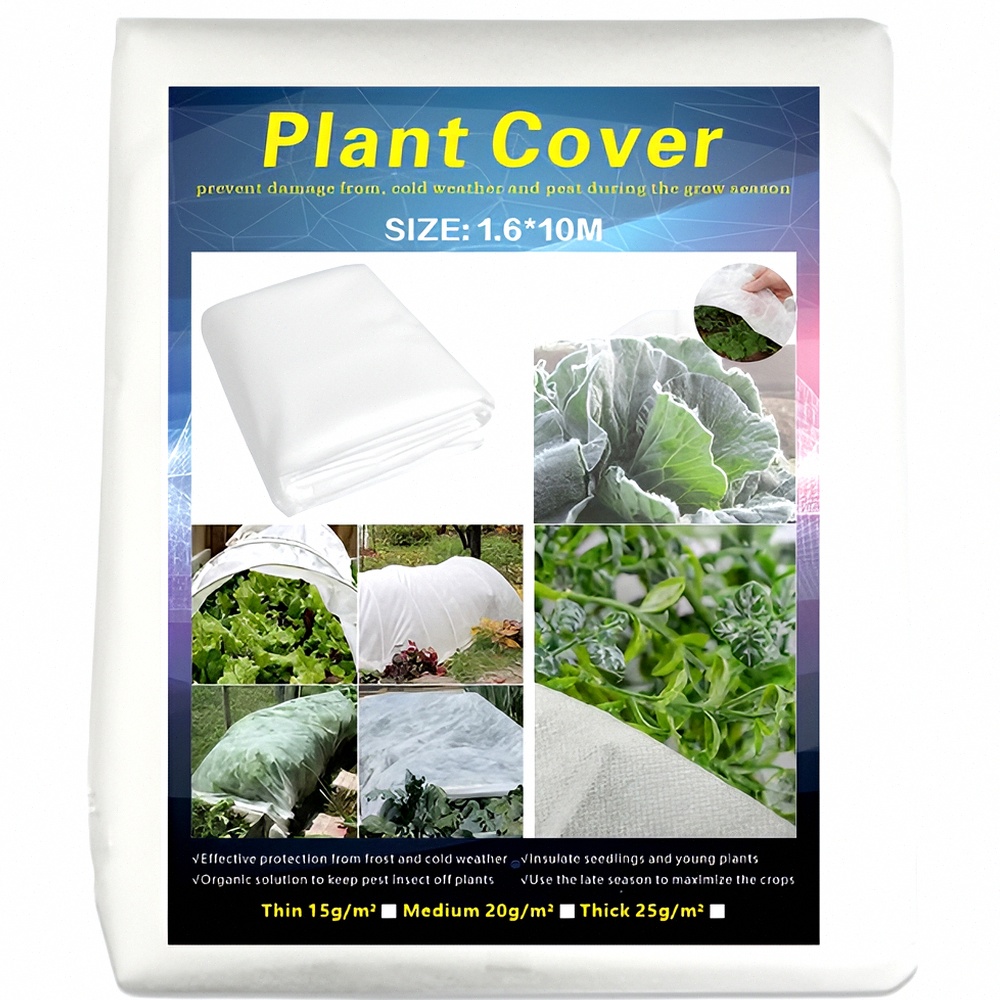 Plant Cover
prevent damage from, cold weather and pest during the grow season
SIZE: 1.6*10M
√Effective protection from frost and cold weather √Insulate seedlings and young plants
√Organic solution to keep pest insect off plants √Use the late season to maximize the crops
Thin 15g/m² Medium 20g/m² Thick 25g/m²